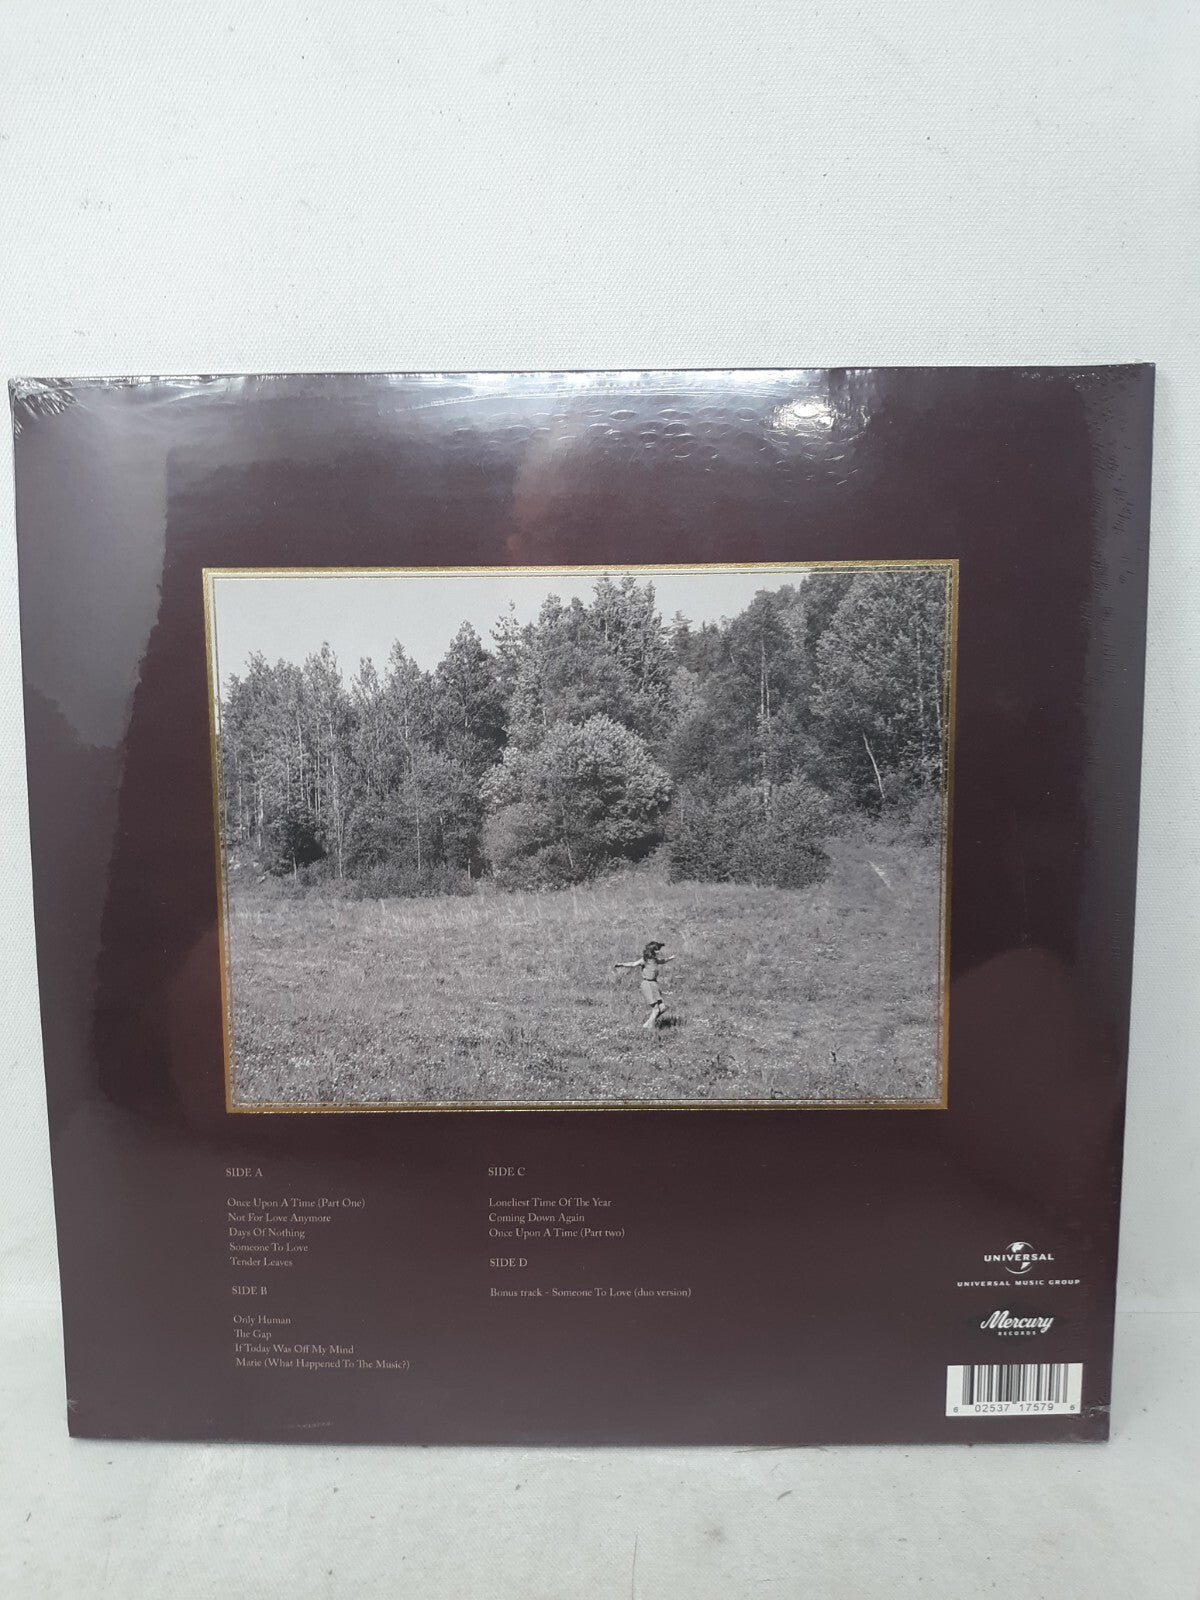 SIDE A
Once Upon A Time (Part One)
Not For Love Anymore
Days Of Nothing
Someone To Love
Tender Leaves
SIDE B
Only Human
The Gap
If Today Was Off My Mind
Marie (What Happened To The Music?)
SIDE C
Loneliest Time Of The Year
Coming Down Again
Once Upon A Time (Part two)
SIDE D
Bonus track - Someone To Love (duo version)
UNIVERSAL
UNIVERSAL MUSIC GROUP
Mercury
RECORDS
6 02537 17579 6